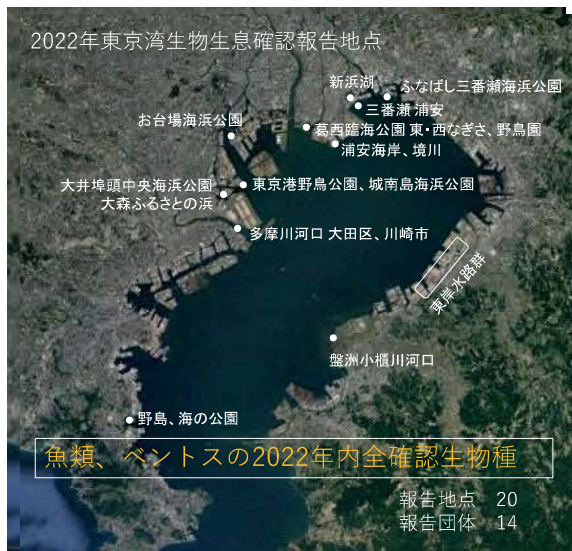 2022年東京湾生物生息確認報告地点
新浜湖
ふなばし三番瀬海浜公園
三番瀬 浦安
お台場海浜公園
葛西臨海公園 東・西なぎさ、野鳥園
浦安海岸、境川
大井埠頭中央海浜公園
東京港野鳥公園、城南島海浜公園
大森ふるさとの浜
多摩川河口 大田区、川崎市
東岸水路群
盤洲小櫃川河口
野島、海の公園
魚類、ベントスの2022年内全確認生物種
報告地点 20
報告団体 14